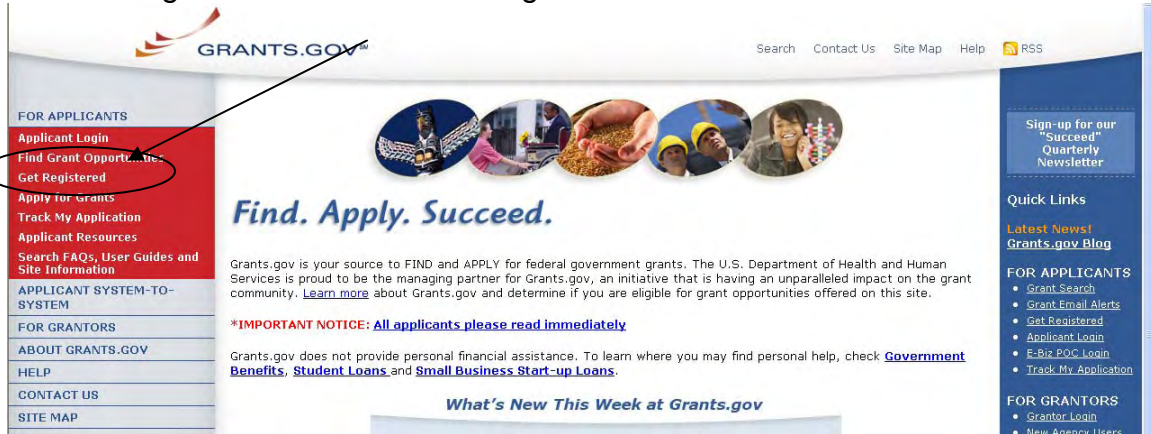 GRANTS.GOV℠
Search Contact Us Site Map Help RSS
FOR APPLICANTS
Applicant Login
Find Grant Opportunities
Get Registered
Apply for Grants
Track My Application
Applicant Resources
Search FAQs, User Guides and
Site Information
APPLICANT SYSTEM-TO-
SYSTEM
FOR GRANTORS
ABOUT GRANTS.GOV
HELP
CONTACT US
SITE MAP
Find. Apply. Succeed.
Grants.gov is your source to FIND and APPLY for federal government grants. The U.S. Department of Health and Human
Services is proud to be the managing partner for Grants.gov, an initiative that is having an unparalleled impact on the grant
community. Learn more about Grants.gov and determine if you are eligible for grant opportunities offered on this site.
*IMPORTANT NOTICE: All applicants please read immediately
Grants.gov does not provide personal financial assistance. To learn where you may find personal help, check Government
Benefits, Student Loans and Small Business Start-up Loans.
What's New This Week at Grants.gov
Sign-up for our
"Succeed"
Quarterly
Newsletter
Quick Links
Latest News!
Grants.gov Blog
FOR APPLICANTS
Grant Search
Grant Email Alerts
Get Registered
Applicant Login
E-Biz POC Login
Track My Application
FOR GRANTORS
Grantor Login
New Agency Users